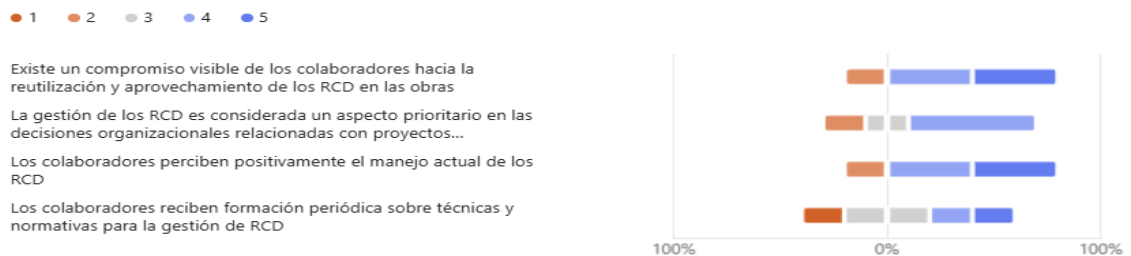 1 2 3 4 5
Existe un compromiso visible de los colaboradores hacia la
reutilización y aprovechamiento de los RCD en las obras
La gestión de los RCD es considerada un aspecto prioritario en las
decisiones organizacionales relacionadas con proyectos...
Los colaboradores perciben positivamente el manejo actual de los
RCD
Los colaboradores reciben formación periódica sobre técnicas y
normativas para la gestión de RCD
100% 0% 100%